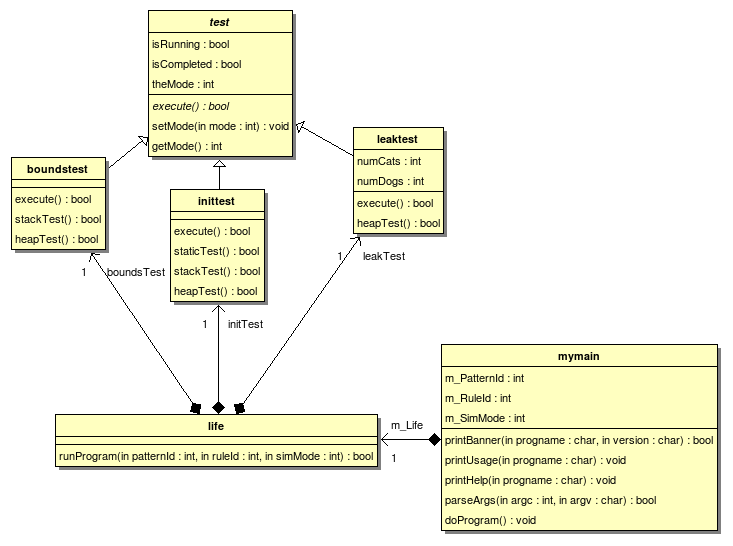 test
isRunning : bool
isCompleted : bool
theMode : int
execute() : bool
setMode(in mode : int) : void
getMode() : int
leaktest
numCats : int
numDogs : int
execute() : bool
heapTest() : bool
boundstest
execute() : bool
stackTest() : bool
heapTest() : bool
inittest
execute() : bool
staticTest() : bool
stackTest() : bool
heapTest() : bool
1 boundsTest
1 initTest
1 leakTest
life
runProgram(in patternId : int, in ruleId : int, in simMode : int) : bool
m_Life
1
mymain
m_PatternId : int
m_RuleId : int
m_SimMode : int
printBanner(in progname : char, in version : char) : bool
printUsage(in progname : char) : void
printHelp(in progname : char) : void
parseArgs(in argc : int, in argv : char) : bool
doProgram() : void